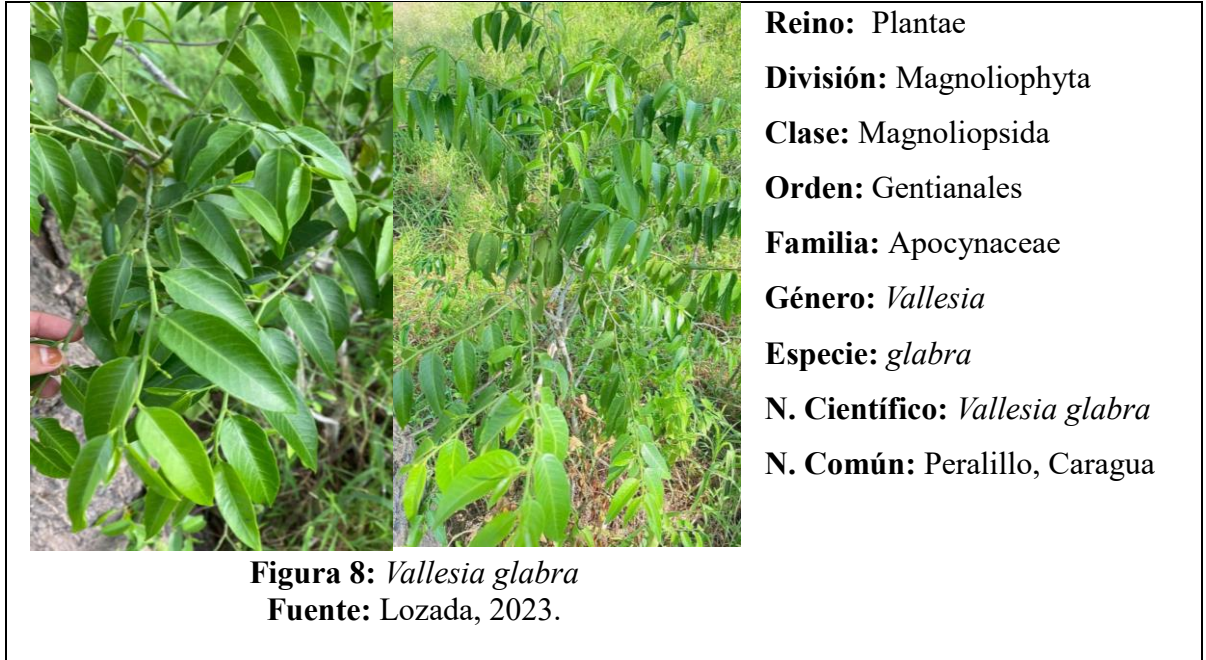 Reino: Plantae
División: Magnoliophyta
Clase: Magnoliopsida
Orden: Gentianales
Familia: Apocynaceae
Género: Vallesia
Especie: glabra
N. Científico: Vallesia glabra
N. Común: Peralillo, Caragua
Figura 8: Vallesia glabra
Fuente: Lozada, 2023.